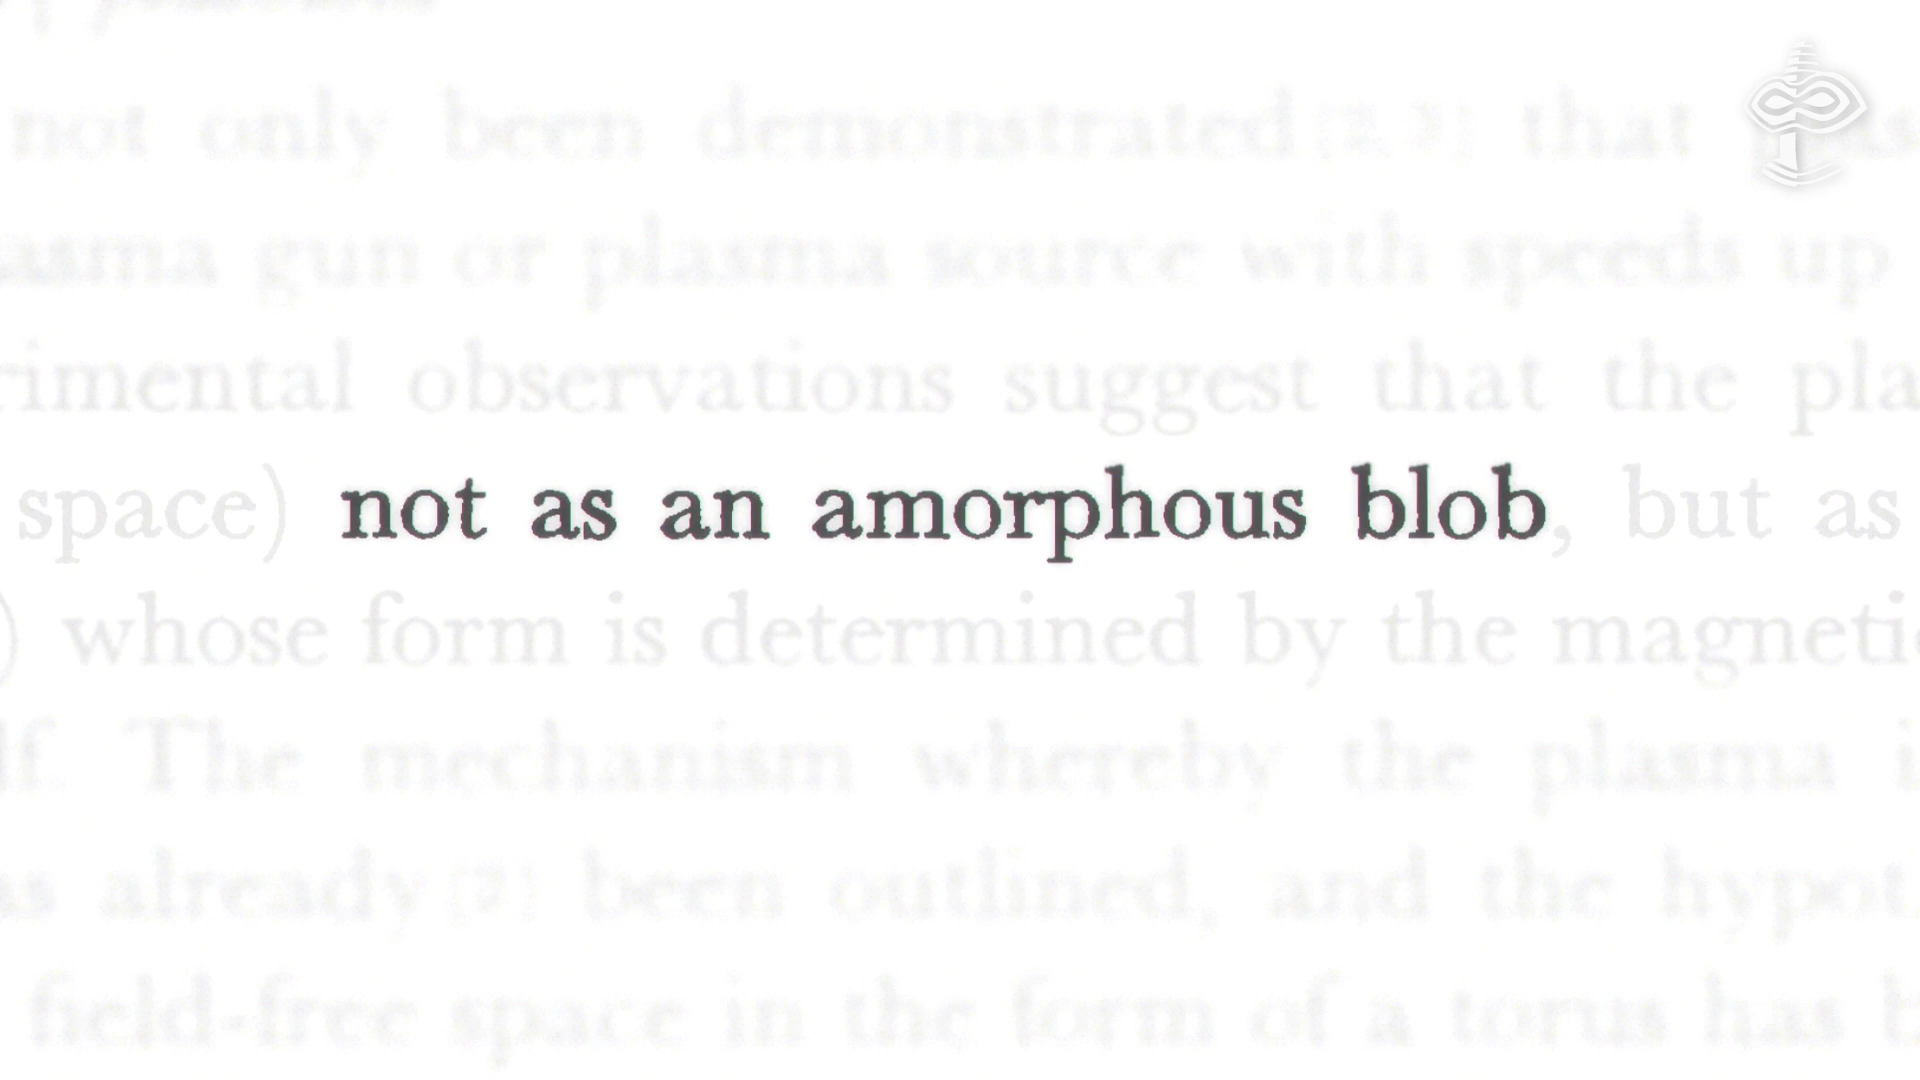 not only been demonstrated [2, 3] that
asma gun or plasma source with speeds up
rimental observations suggest that the pla
space) not as an amorphous blob, but as
) whose form is determined by the magneti
lf. The mechanism whereby the plasma i
as already [7] been outlined, and the hypot
field-free space in the form of a torus has b